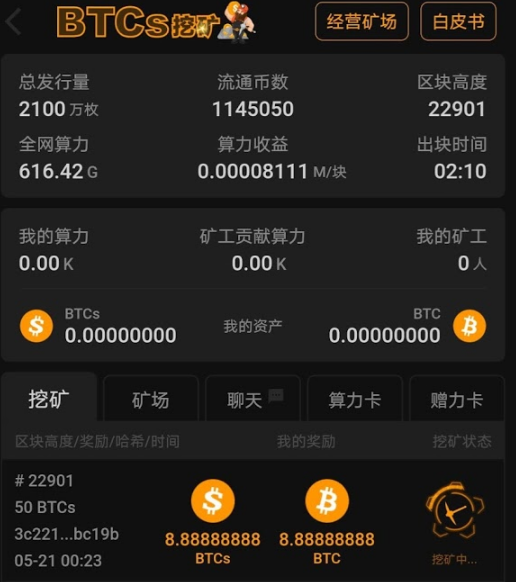 BTCs挖矿 经营矿场 白皮书
总发行量 流通币数 区块高度
2100 万枚 1145050 22901
全网算力 算力收益 出块时间
616.42 G 0.00008111 M/块 02:10
我的算力 矿工贡献算力 我的矿工
0.00 K 0.00 K 0 人
BTCs BTC
0.00000000 我的资产 0.00000000
挖矿 矿场 聊天 算力卡 赠力卡
区块高度/奖励/哈希/时间 我的奖励 挖矿状态
# 22901
50 BTCs
3c221...bc19b 8.88888888 8.88888888
05-21 00:23 BTCs BTC 挖矿中...